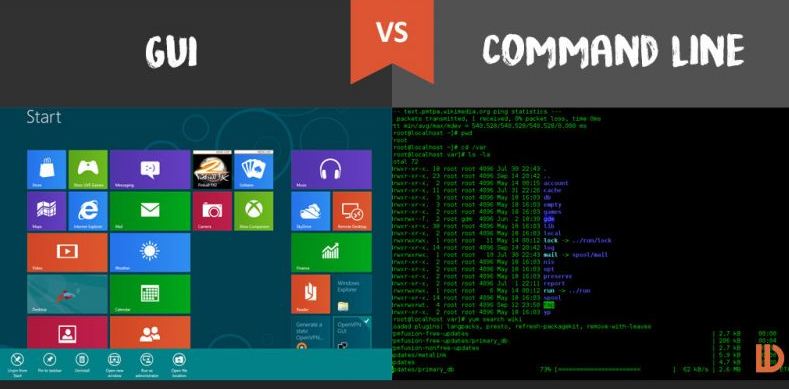 GUI
VS
COMMAND LINE
Start
Store
Xbox LIVE Games
Messaging
Pinball FX2
Solitaire
Music
Maps
Internet Explorer
Mail
Camera
Xbox Companion
SkyDrive
Remote Desktop
Video
Weather
Finance
Desktop
Calendar
Reader
Windows
Explorer
Generate a
static
OpenVPN...
OpenVPN
GUI
Unpin from
Start
Pin to taskbar
Uninstall
Open new
window
Run as
administrator
Open file
location
-- text.pmtpa.wikimedia.org ping statistics ---
packets transmitted, 1 received, 0% packet loss, time 0ms
tt min/avg/max/mdev = 540.528/540.528/540.528/0.000 ms
root@localhost ~]# pwd
root
root@localhost ~]# cd /var
root@localhost var]# ls -la
otal 72
rwxr-xr-x. 18 root root 4096 Jul 30 22:43 .
rwxr-xr-x. 23 root root 4096 Sep 14 20:42 ..
rwxr-xr-x. 2 root root 4096 May 14 00:15 account
rwxr-xr-x. 11 root root 4096 Jul 31 22:26 cache
rwxr-xr-x. 3 root root 4096 May 18 16:03 db
rwxr-xr-x. 3 root root 4096 May 18 16:03 empty
rwxr-xr-x. 2 root root 4096 May 18 16:03 games
rwxrwx--T. 2 root gdm 4096 Jun 2 18:39 gdm
rwxr-xr-x. 38 root root 4096 May 18 16:03 lib
rwxr-xr-x. 2 root root 4096 May 18 16:03 local
rwxrwxrwx. 1 root root 11 May 14 00:12 lock -> ../run/lock
rwxr-xr-x. 14 root root 4096 Sep 14 20:42 log
rwxrwxrwx. 1 root root 10 Jul 30 22:43 mail -> spool/mail
rwxr-xr-x. 2 root root 4096 May 18 16:03 nis
rwxr-xr-x. 2 root root 4096 May 18 16:03 opt
rwxr-xr-x. 2 root root 4096 May 18 16:03 preserve
rwxr-xr-x. 2 root root 4096 Jul 1 22:11 report
rwxrwxrwx. 1 root root 6 May 14 00:12 run -> ../run
rwxr-xr-x. 14 root root 4096 May 18 16:03 spool
rwxrwxrwt. 4 root root 4096 Sep 12 23:50 tmp
rwxr-xr-x. 2 root root 4096 May 18 16:03 yp
root@localhost var]# yum search wiki
oaded plugins: langpacks, presto, refresh-packagekit, remove-with-leaves
pmfusion-free-updates | 2.7 kB 00:00
pmfusion-free-updates/primary_db | 206 kB 00:04
pmfusion-nonfree-updates | 2.7 kB
pdates/metalink | 5.9 kB
pdates | 4.7 kB
pdates/primary_db 73% [ ] 62 kB/s | 2.6 MB